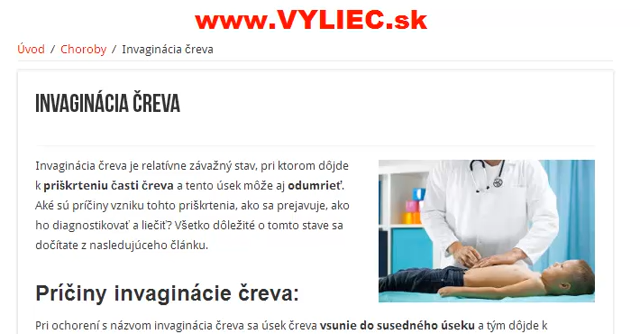 www.VYLIEC.sk
Úvod / Choroby / Invaginácia čreva
INVAGINÁCIA ČREVA
Invaginácia čreva je relatívne závažný stav, pri ktorom dôjde
k priškrteniu časti čreva a tento úsek môže aj odumrieť.
Aké sú príčiny vzniku tohto priškrtenia, ako sa prejavuje, ako
ho diagnostikovať a liečiť? Všetko dôležité o tomto stave sa
dočítate z nasledujúceho článku.
Príčiny invaginácie čreva:
Pri ochorení s názvom invaginácia čreva sa úsek čreva vsunie do susedného úseku a tým dôjde k